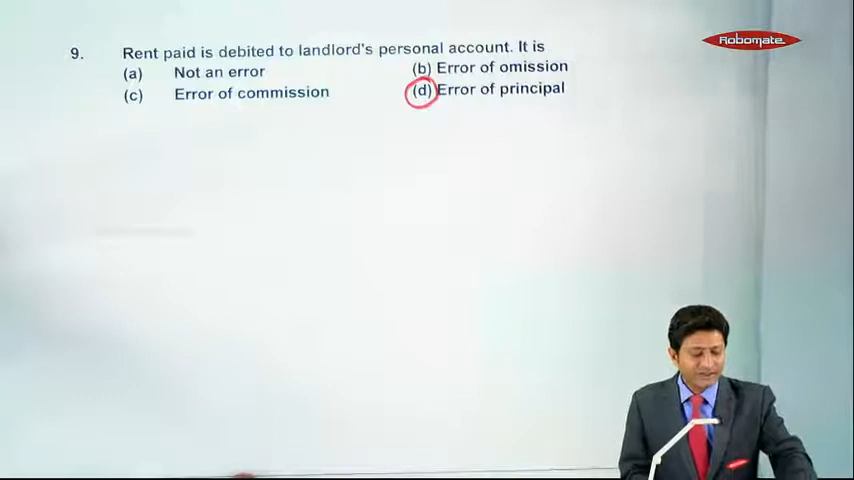 Robomate
9. Rent paid is debited to landlord's personal account. It is
(a) Not an error (b) Error of omission
(c) Error of commission (d) Error of principal